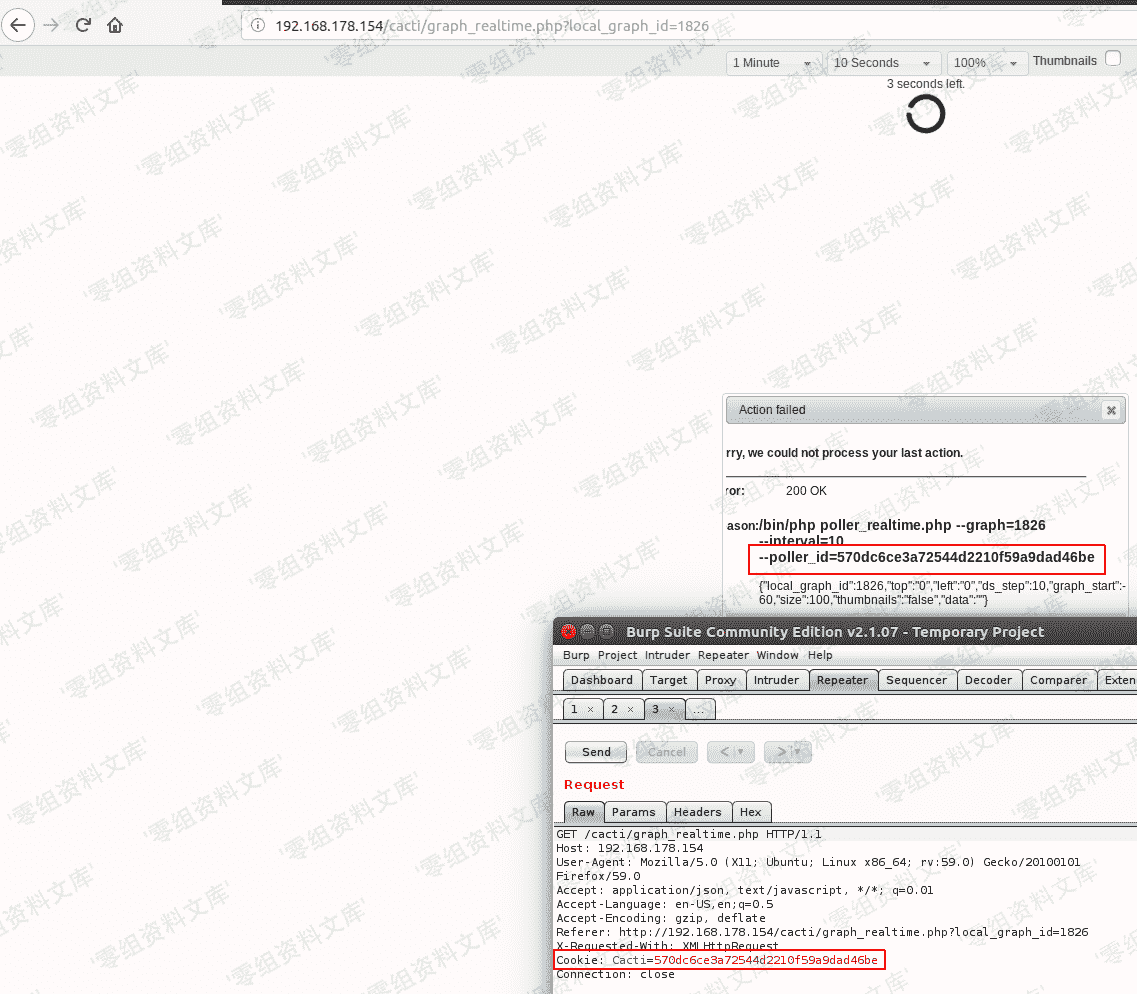 192.168.178.154/cacti/graph_realtime.php?local_graph_id=1826
1 Minute
10 Seconds
100%
Thumbnails
3 seconds left.
Action failed
rry, we could not process your last action.
ror:
200 OK
ason:/bin/php poller_realtime.php --graph=1826
--interval=10
--poller_id=570dc6ce3a72544d2210f59a9dad46be
{"local_graph_id":1826,"top":"0","left":"0","ds_step":10,"graph_start":-
60,"size":100,"thumbnails":"false","data":""}
Burp Suite Community Edition v2.1.07 - Temporary Project
Burp Project Intruder Repeater Window Help
Dashboard Target Proxy Intruder Repeater Sequencer Decoder Comparer Exten
1 × 2 × 3 × ...
Send Cancel < >
Request
Raw Params Headers Hex
GET /cacti/graph_realtime.php HTTP/1.1
Host: 192.168.178.154
User-Agent: Mozilla/5.0 (X11; Ubuntu; Linux x86_64; rv:59.0) Gecko/20100101
Firefox/59.0
Accept: application/json, text/javascript, */*; q=0.01
Accept-Language: en-US,en;q=0.5
Accept-Encoding: gzip, deflate
Referer: http://192.168.178.154/cacti/graph_realtime.php?local_graph_id=1826
X-Requested-With: XMLHttpRequest
Cookie: Cacti=570dc6ce3a72544d2210f59a9dad46be
Connection: close
'零组资料文库'